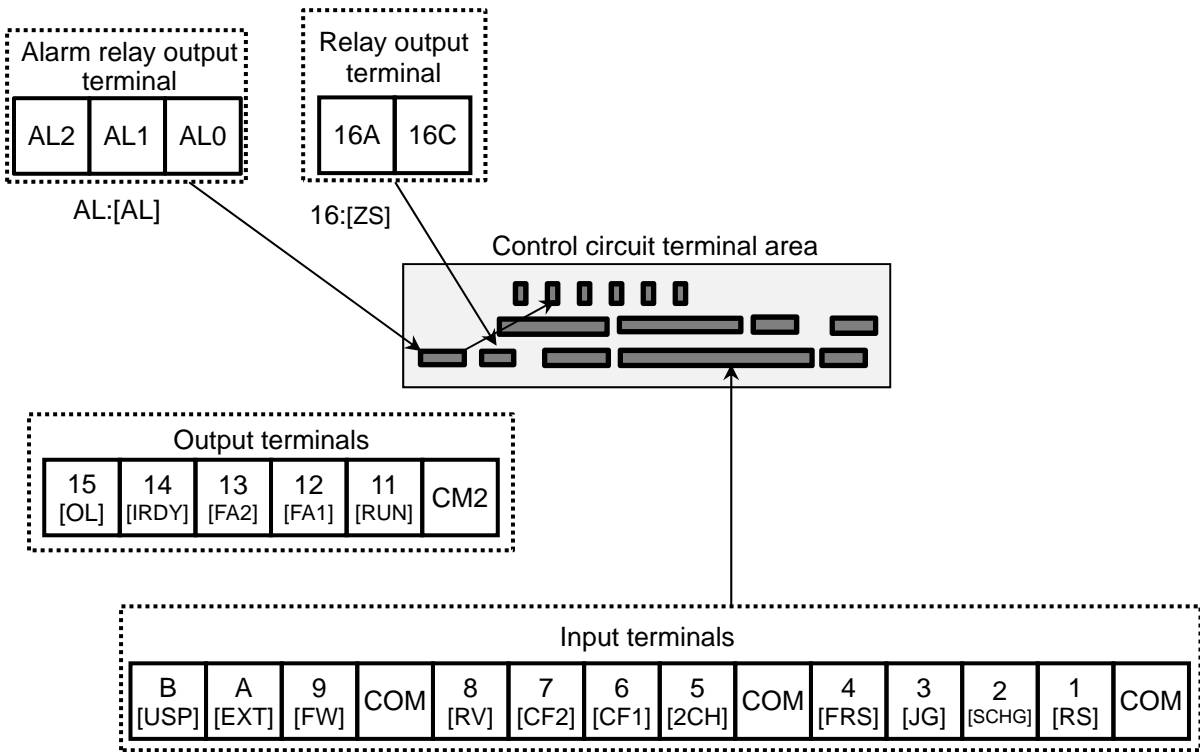 Alarm relay output
terminal
AL2 AL1 AL0
AL:[AL]
Relay output
terminal
16A 16C
16:[ZS]
Control circuit terminal area
Output terminals
15 14 13 12 11 CM2
[OL] [IRDY] [FA2] [FA1] [RUN]
Input terminals
B A 9 COM 8 7 6 5 COM 4 3 2 1 COM
[USP] [EXT] [FW] [RV] [CF2] [CF1] [2CH] [FRS] [JG] [SCHG] [RS]